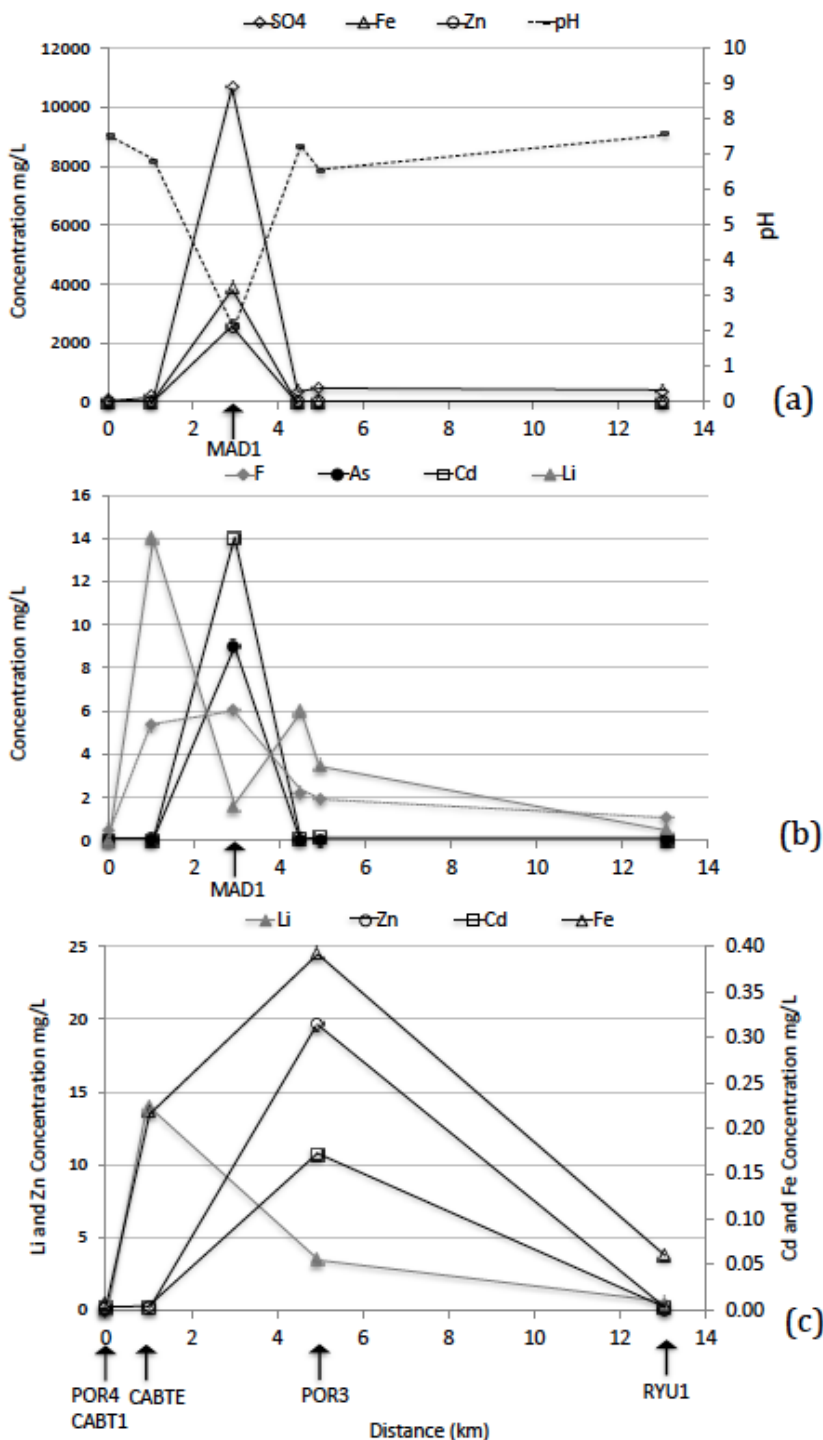 SO4 Fe Zn pH
12000 10
10000 9
8000 8
6000 7
4000 6
2000 5
0 4
3
2
1
0
Concentration mg/L
pH
0 2 4 6 8 10 12 14
MAD1
(a)
F As Cd Li
16
14
12
10
8
6
4
2
0
Concentration mg/L
0 2 4 6 8 10 12 14
MAD1
(b)
Li Zn Cd Fe
25 0.40
20 0.35
15 0.30
10 0.25
5 0.20
0 0.15
0.10
0.05
0.00
Li and Zn Concentration mg/L
Cd and Fe Concentration mg/L
0 2 4 6 8 10 12 14
(c)
POR4 CABTE POR3 RYU1
CABT1
Distance (km)